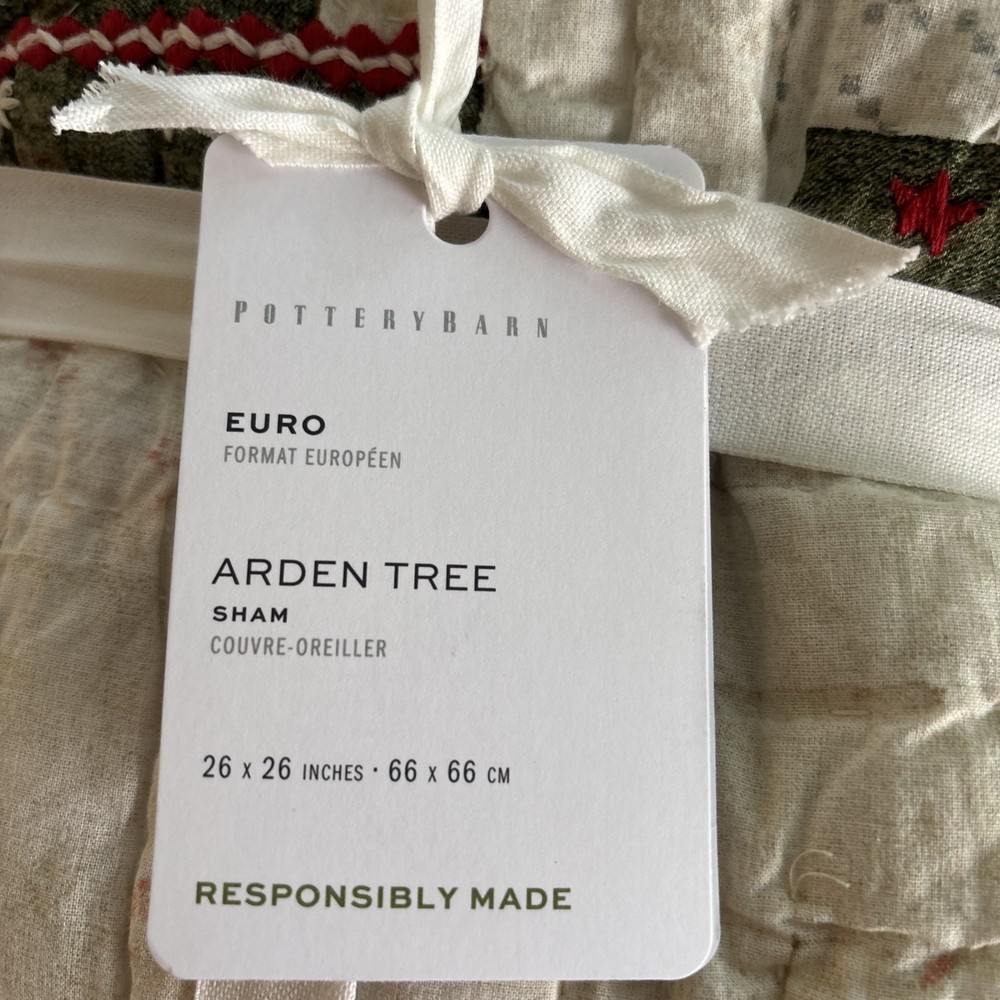 POTTERYBARN
EURO
FORMAT EUROPÉEN
ARDEN TREE
SHAM
COUVRE-OREILLER
26 x 26 INCHES · 66 x 66 CM
RESPONSIBLY MADE